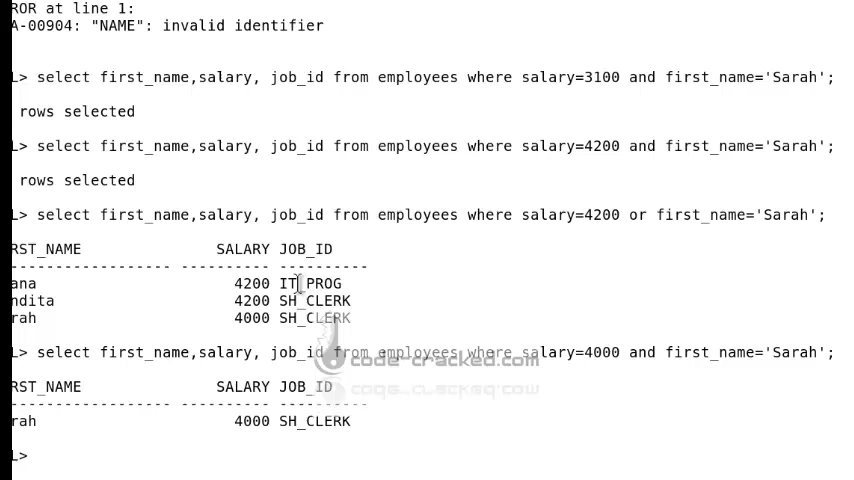 ROR at line 1:
A-00904: "NAME": invalid identifier
L> select first_name,salary, job_id from employees where salary=3100 and first_name='Sarah';
rows selected
L> select first_name,salary, job_id from employees where salary=4200 and first_name='Sarah';
rows selected
L> select first_name,salary, job_id from employees where salary=4200 or first_name='Sarah';
RST_NAME SALARY JOB_ID
------------------ ---------- ----------
ana 4200 IT_PROG
ndita 4200 SH_CLERK
rah 4000 SH_CLERK
L> select first_name,salary, job_id from employees where salary=4000 and first_name='Sarah';
code-cracked.com
RST_NAME SALARY JOB_ID
------------------ ---------- ----------
rah 4000 SH_CLERK
L>